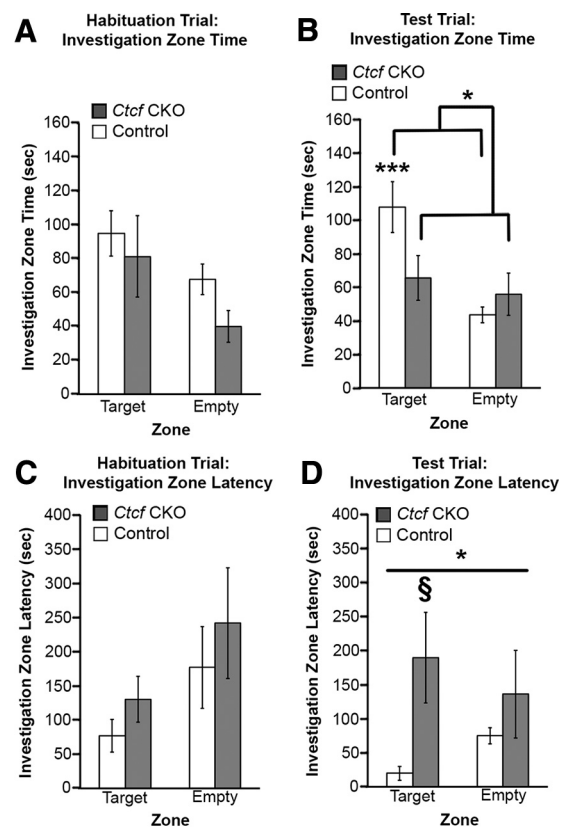 A
Habituation Trial:
Investigation Zone Time
Ctcf CKO
Control
Investigation Zone Time (sec)
160
140
120
100
80
60
40
20
0
Target
Empty
Zone
B
Test Trial:
Investigation Zone Time
Ctcf CKO
Control
*
***
Investigation Zone Time (sec)
160
140
120
100
80
60
40
20
0
Target
Empty
Zone
C
Habituation Trial:
Investigation Zone Latency
Ctcf CKO
Control
Investigation Zone Latency (sec)
400
350
300
250
200
150
100
50
0
Target
Empty
Zone
D
Test Trial:
Investigation Zone Latency
Ctcf CKO
Control
*
§
Investigation Zone Latency (sec)
400
350
300
250
200
150
100
50
0
Target
Empty
Zone